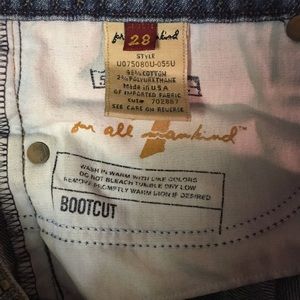 28
for all mankind
STYLE
U075080U-055U
98% COTTON
2% POLYURETHANE
MADE IN U.S.A
OF IMPORTED FABRIC
CUT# 702887
SEE CARE ON REVERSE
for all mankind™
WASH IN WARM WITH LIKE COLORS
DO NOT BLEACH TUMBLE DRY LOW
REMOVE PROMPTLY WARM IRON IF DESIRED
BOOTCUT